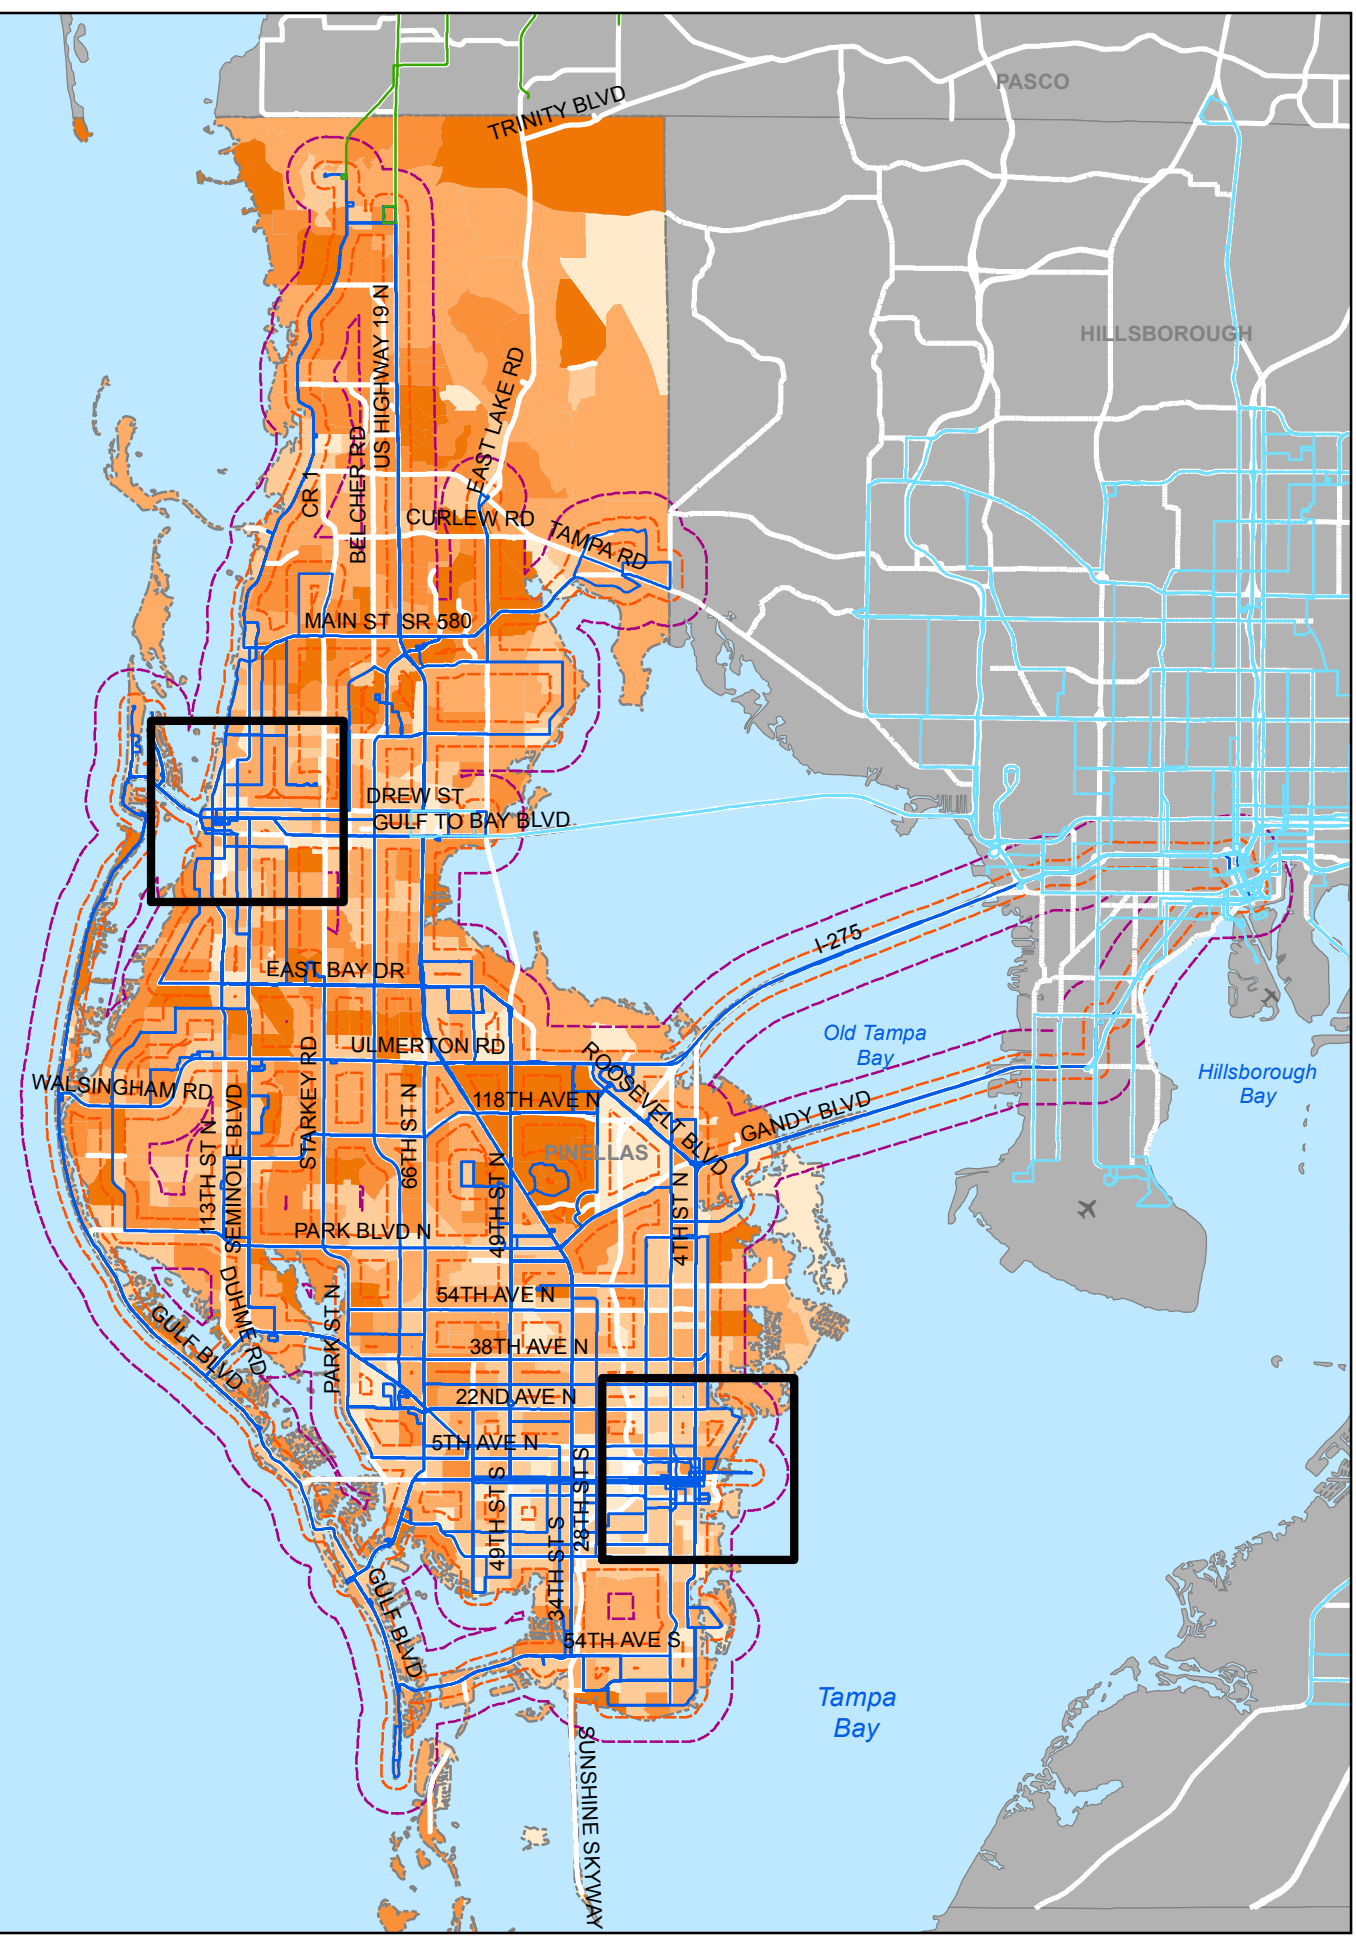 PASCO
TRINITY BLVD
HILLSBOROUGH
US HIGHWAY 19 N
EAST LAKE RD
BELCHER RD
CR 1
CURLEW RD
TAMPA RD
MAIN ST SR 580
DREW ST
GULF TO BAY BLVD
I-275
EAST BAY DR
Old Tampa
Bay
ULMERTON RD
ROOSEVELT BLVD
Hillsborough
Bay
WALSINGHAM RD
118TH AVE N
GANDY BLVD
STARKEY RD
66TH ST N
113TH ST N
SEMINOLE BLVD
PINELLAS
49TH ST N
4TH ST N
PARK BLVD N
DUHME RD
54TH AVE N
GULF BLVD
PARK ST N
38TH AVE N
22ND AVE N
5TH AVE N
49TH ST S
28TH ST S
34TH ST S
GULF BLVD
54TH AVE S
Tampa
Bay
SUNSHINE SKYWAY